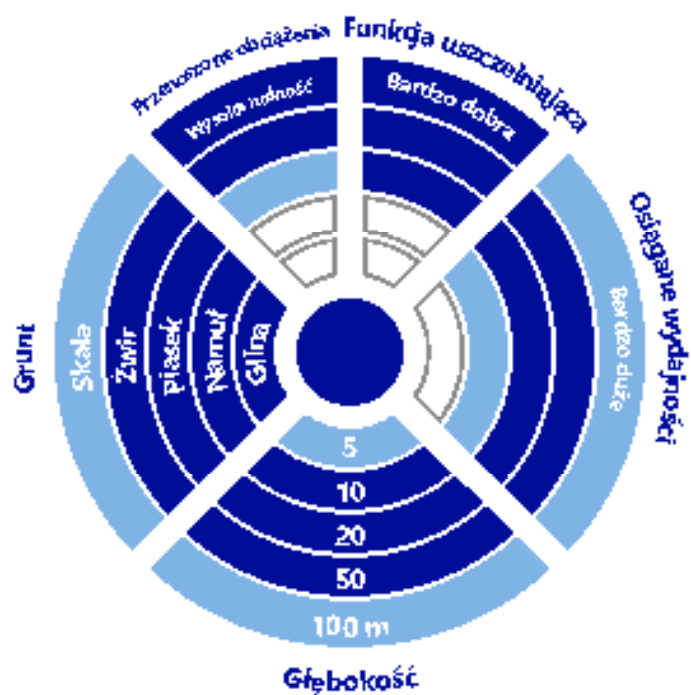 Przenoszone obciążenia
Funkcja uszczelniająca
Wysoka nośność
Bardzo dobra
Osiągane wydajności
Bardzo duże
Grunt
Skała
Żwir
Piasek
Namuł
Glina
5
10
20
50
100 m
Głębokość